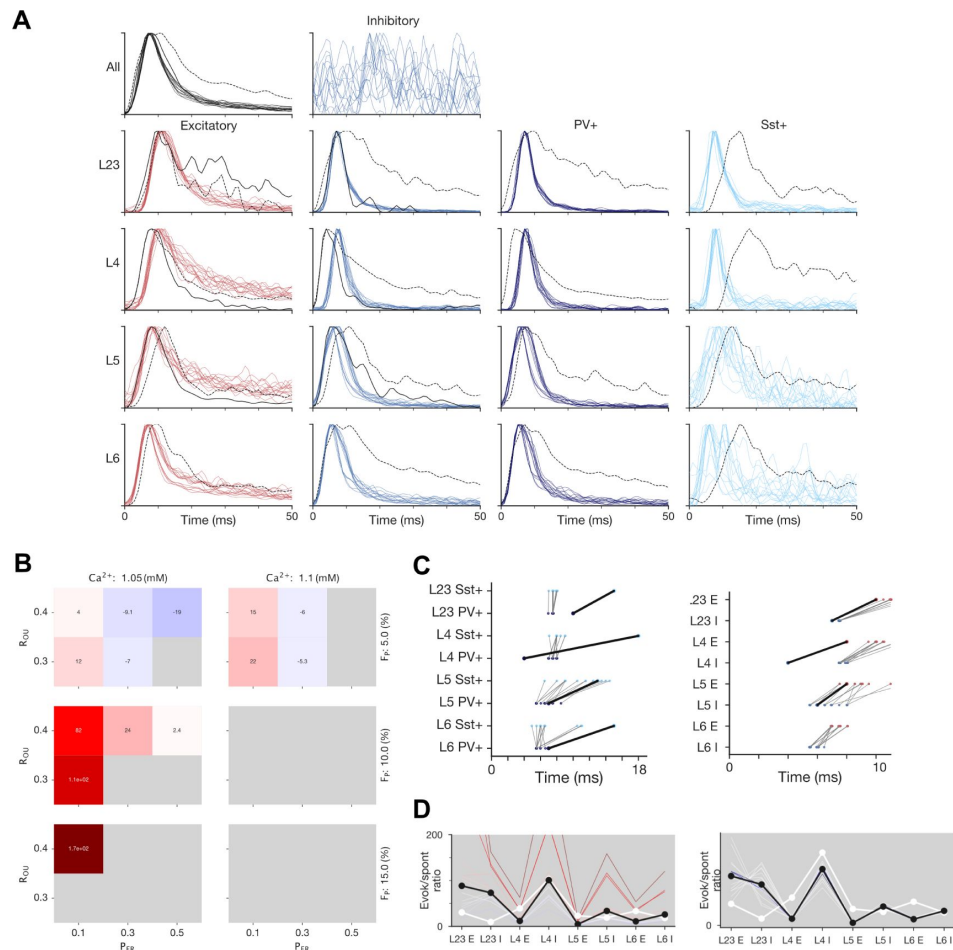 A
Inhibitory
All
Excitatory
PV+
Sst+
L23
L4
L5
L6
0 Time (ms) 50
0 Time (ms) 50
0 Time (ms) 50
0 Time (ms) 50
B
Ca²⁺: 1.05 (mM)
Ca²⁺: 1.1 (mM)
R_OU
0.4
4 -9.1 -19
15 -6
0.3
12 -7
22 -5.3
F_P: 5.0 (%)
R_OU
0.4
62 24 2.4
0.3
1.1e+02
F_P: 10.0 (%)
R_OU
0.4
1.7e+02
0.3
F_P: 15.0 (%)
0.1 0.3 0.5
0.1 0.3 0.5
P_FR
P_FR
C
L23 Sst+
L23 PV+
L4 Sst+
L4 PV+
L5 Sst+
L5 PV+
L6 Sst+
L6 PV+
0 18
Time (ms)
.23 E
L23 I
L4 E
L4 I
L5 E
L5 I
L6 E
L6 I
0 10
Time (ms)
D
200
Evok/spont
ratio
0
L23 E L23 I L4 E L4 I L5 E L5 I L6 E L6 I
Evok/spont
ratio
0
L23 E L23 I L4 E L4 I L5 E L5 I L6 E L6 I